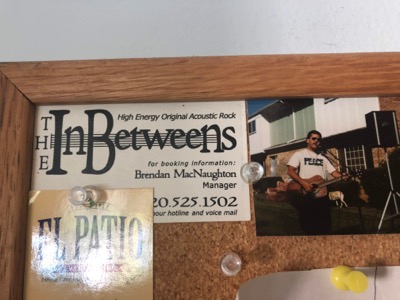 High Energy Original Acoustic Rock
THE InBetweens
for booking information:
Brendan MacNaughton
Manager
20.525.1502
hour hotline and voice mail
EL PATIO
PEACE